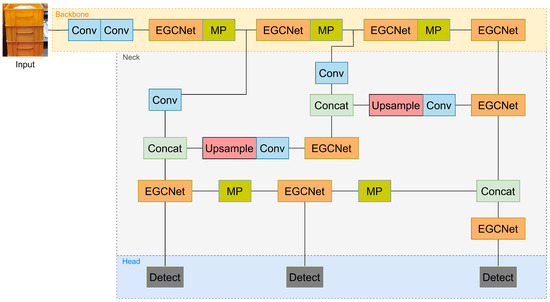 Backbone
Conv Conv EGCNet MP EGCNet MP EGCNet MP EGCNet
Input
Neck
Conv
Conv
Concat Upsample Conv EGCNet
Concat Upsample Conv EGCNet
EGCNet MP EGCNet MP Concat
EGCNet
Head
Detect Detect Detect